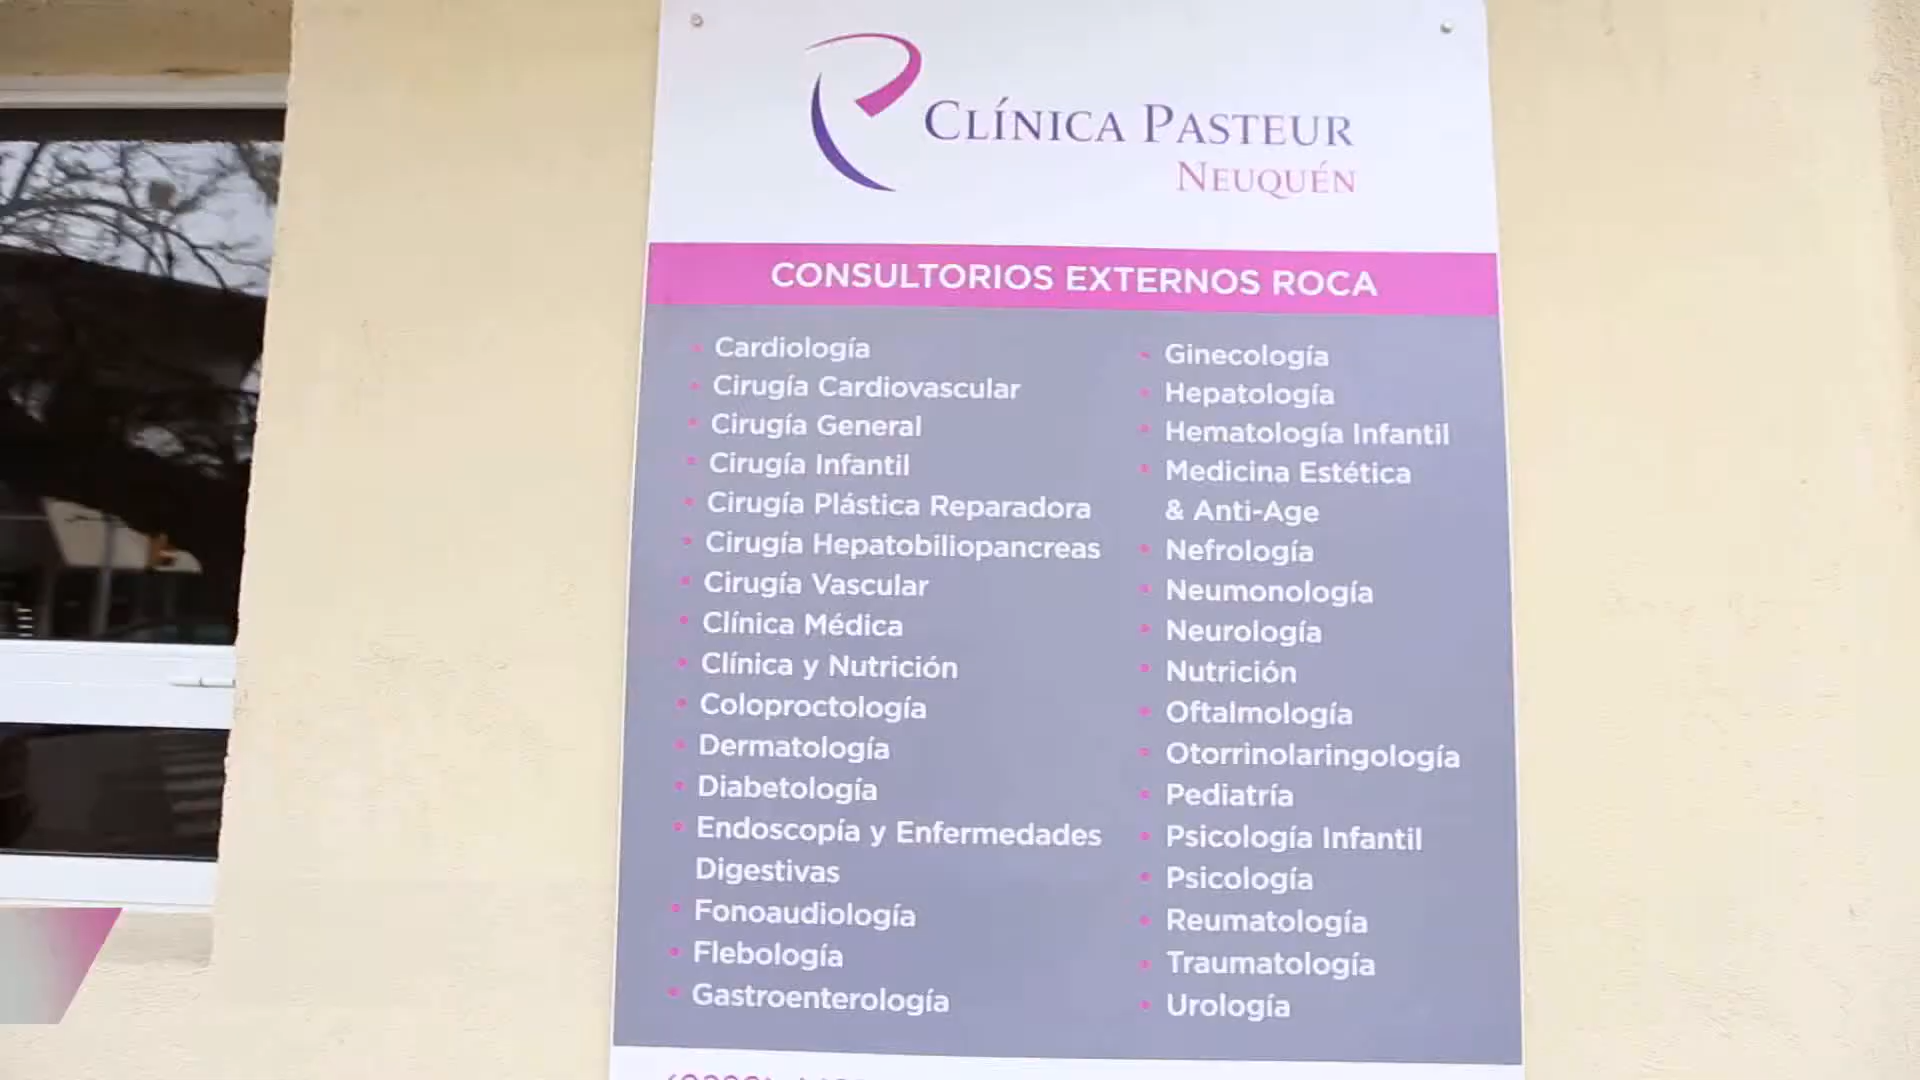 CLÍNICA PASTEUR
NEUQUÉN
CONSULTORIOS EXTERNOS ROCA
• Cardiología
• Cirugía Cardiovascular
• Cirugía General
• Cirugía Infantil
• Cirugía Plástica Reparadora
• Cirugía Hepatobiliopancreas
• Cirugía Vascular
• Clínica Médica
• Clínica y Nutrición
• Coloproctología
• Dermatología
• Diabetología
• Endoscopía y Enfermedades
Digestivas
• Fonoaudiología
• Flebología
• Gastroenterología
• Ginecología
• Hepatología
• Hematología Infantil
• Medicina Estética
& Anti-Age
• Nefrología
• Neumonología
• Neurología
• Nutrición
• Oftalmología
• Otorrinolaringología
• Pediatría
• Psicología Infantil
• Psicología
• Reumatología
• Traumatología
• Urología